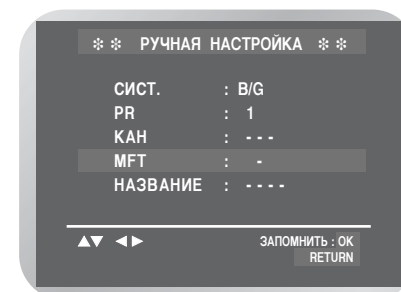 ❄❄ РУЧНАЯ НАСТРОЙКА ❄❄
СИСТ. : B/G
PR : 1
КАН : - - -
MFT : -
НАЗВАНИЕ : - - - -
▲▼ ◀▶ ЗАПОМНИТЬ : OK
RETURN